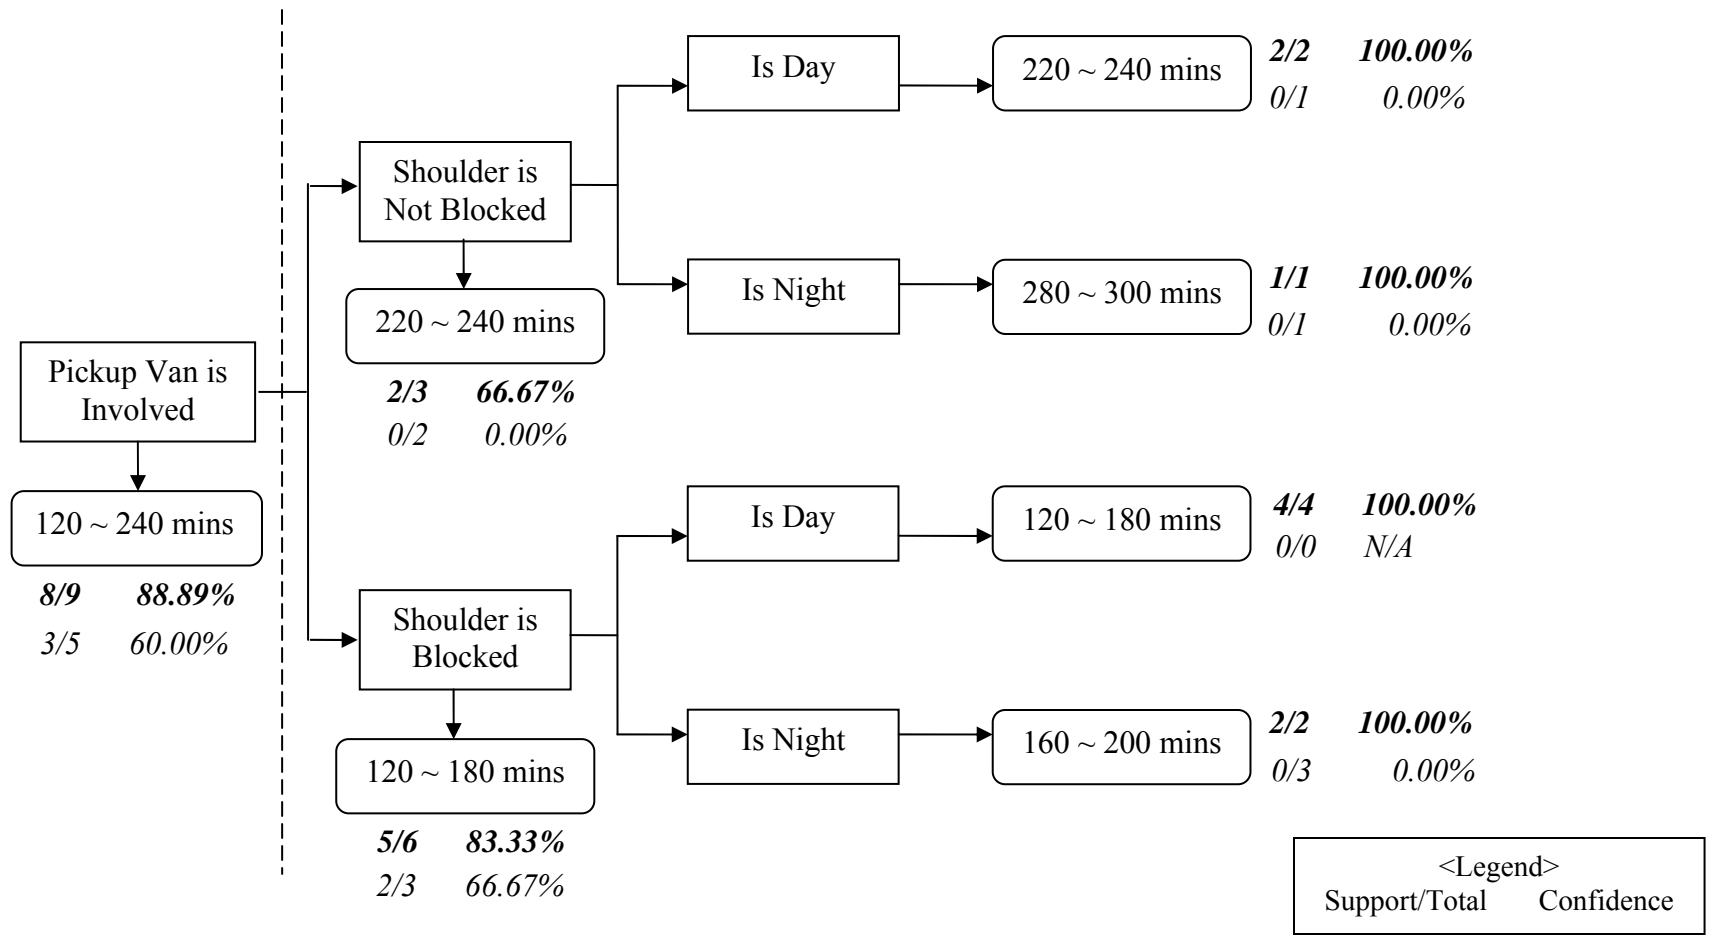 Is Day
220 ~ 240 mins
2/2 100.00%
0/1 0.00%
Shoulder is
Not Blocked
220 ~ 240 mins
2/3 66.67%
0/2 0.00%
Is Night
280 ~ 300 mins
1/1 100.00%
0/1 0.00%
Pickup Van is
Involved
120 ~ 240 mins
8/9 88.89%
3/5 60.00%
Is Day
120 ~ 180 mins
4/4 100.00%
0/0 N/A
Shoulder is
Blocked
120 ~ 180 mins
5/6 83.33%
2/3 66.67%
Is Night
160 ~ 200 mins
2/2 100.00%
0/3 0.00%
<Legend>
Support/Total Confidence